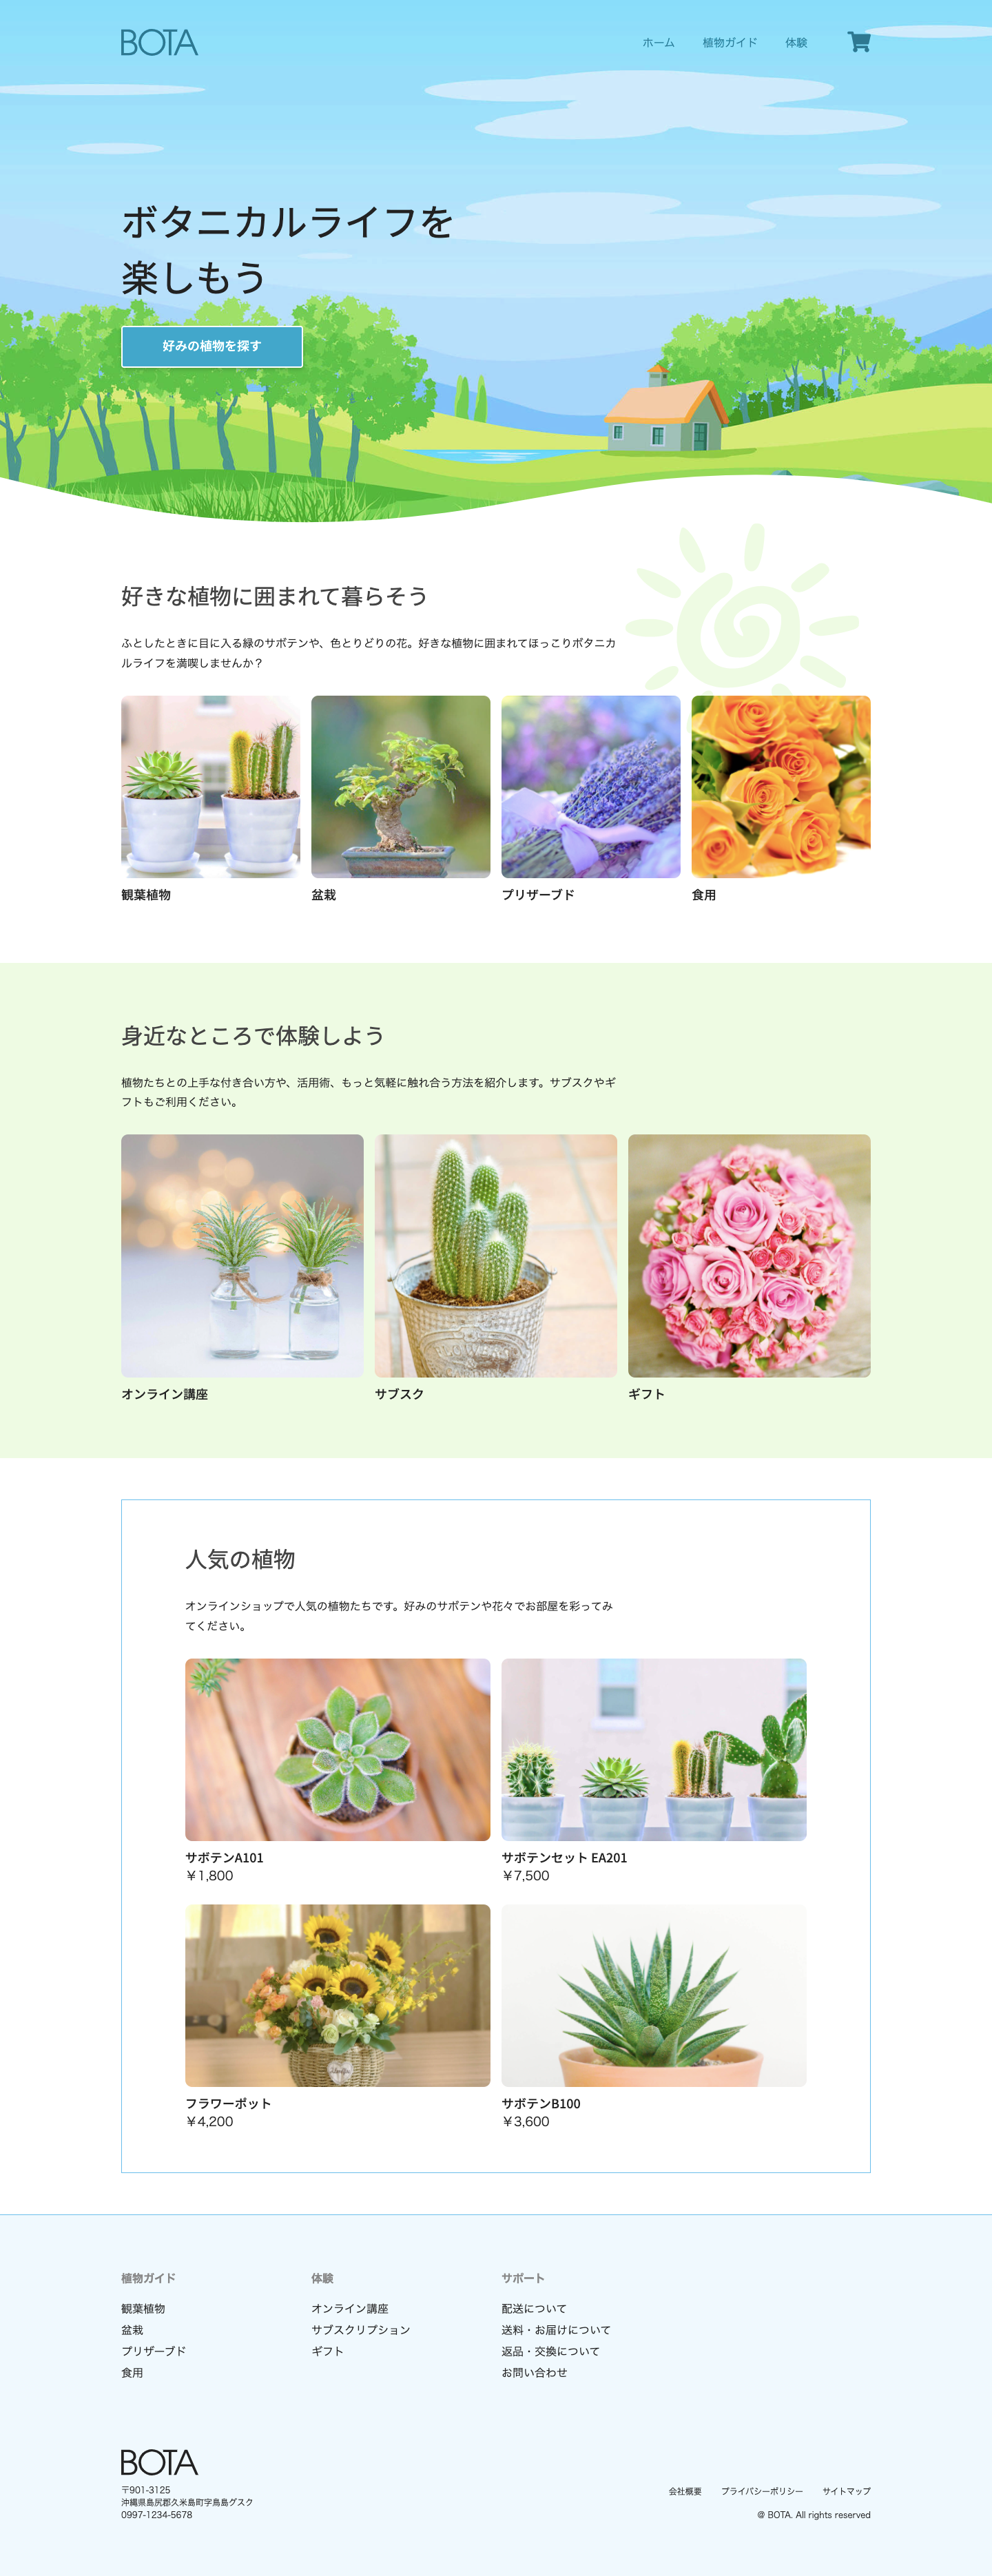 BOTA
ホーム 植物ガイド 体験
ボタニカルライフを
楽しもう
好みの植物を探す
好きな植物に囲まれて暮らそう
ふとしたときに目に入る緑のサボテンや、色とりどりの花。好きな植物に囲まれてほっこりボタニカ
ルライフを満喫しませんか？
観葉植物 盆栽 プリザーブド 食用
身近なところで体験しよう
植物たちとの上手な付き合い方や、活用術、もっと気軽に触れ合う方法を紹介します。サブスクやギ
フトもご利用ください。
オンライン講座 サブスク ギフト
人気の植物
オンラインショップで人気の植物たちです。好みのサボテンや花々でお部屋を彩ってみ
てください。
サボテンA101 サボテンセット EA201
￥1,800 ￥7,500
フラワーポット サボテンB100
￥4,200 ￥3,600
植物ガイド 体験 サポート
観葉植物 オンライン講座 配送について
盆栽 サブスクリプション 送料・お届けについて
プリザーブド ギフト 返品・交換について
食用 お問い合わせ
BOTA
〒901-3125
沖縄県島尻郡久米島町字鳥島グスク 会社概要 プライバシーポリシー サイトマップ
0997-1234-5678 @ BOTA. All rights reserved